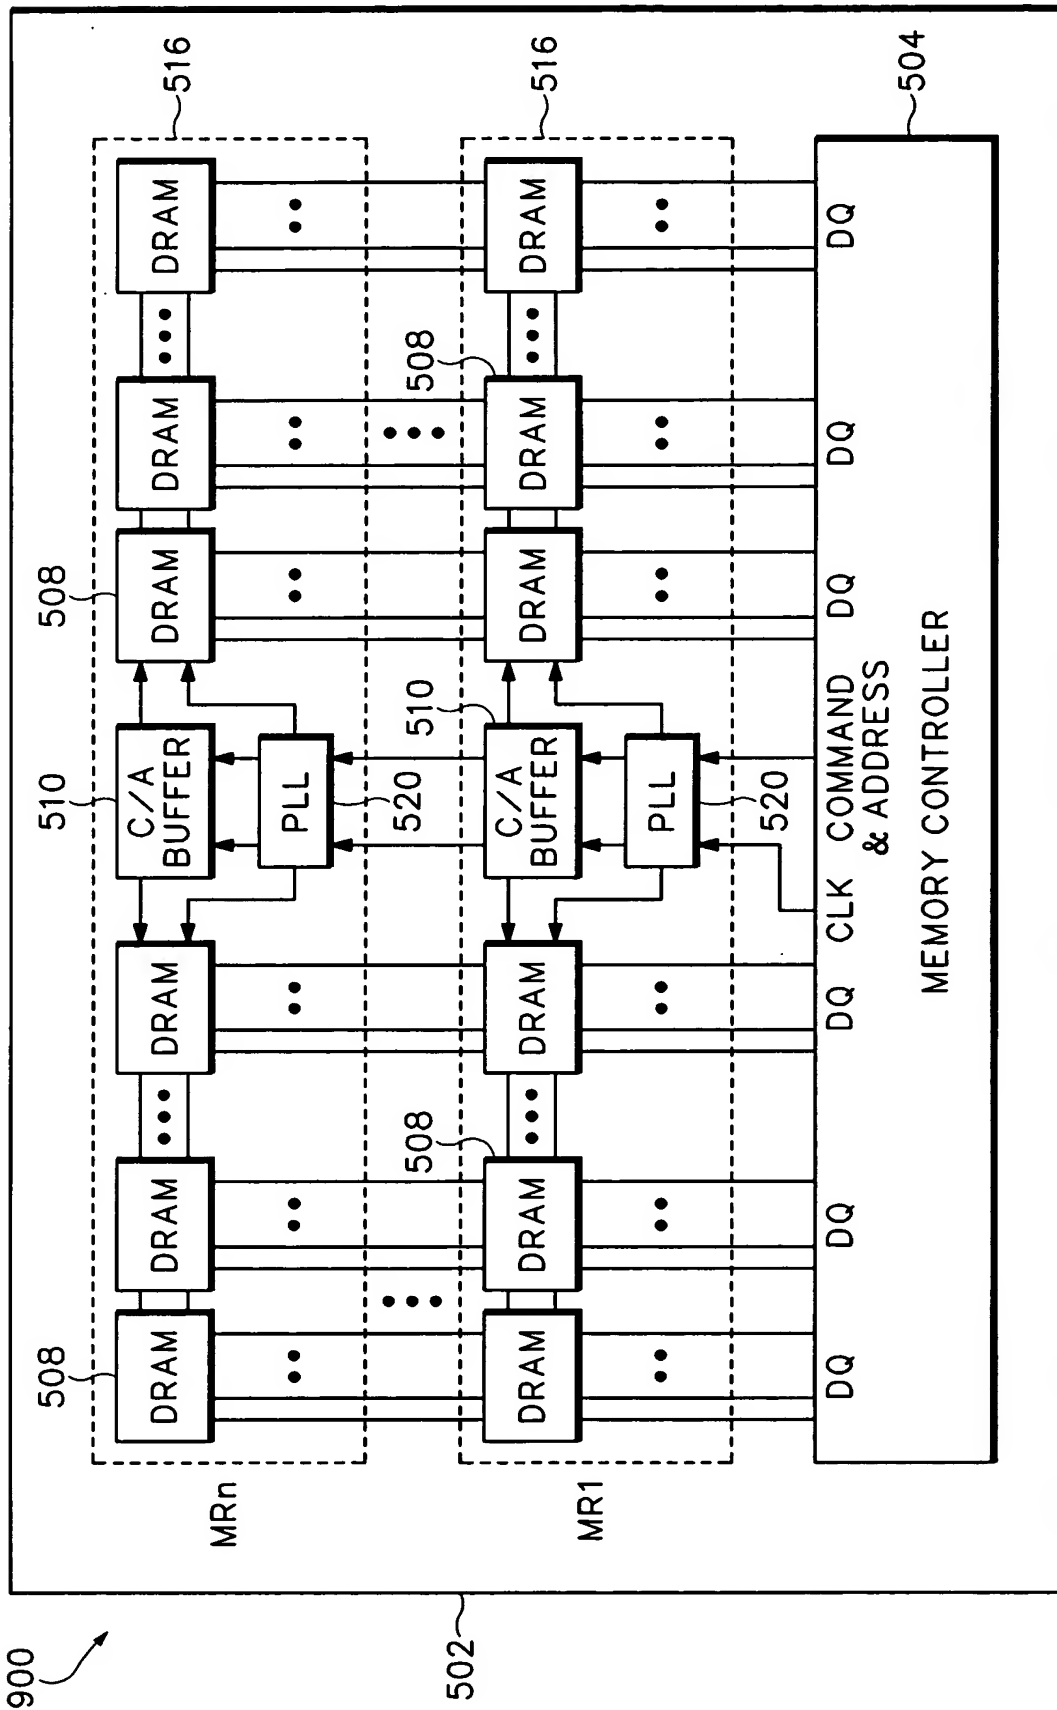 900
508
510
508
516
DRAM
DRAM
DRAM
C/A
BUFFER
DRAM
DRAM
DRAM
MRn
PLL
520
502
508
510
508
516
DRAM
DRAM
DRAM
C/A
BUFFER
DRAM
DRAM
DRAM
MR1
PLL
520
DQ
DQ
DQ
CLK
COMMAND
& ADDRESS
DQ
DQ
DQ
504
MEMORY CONTROLLER